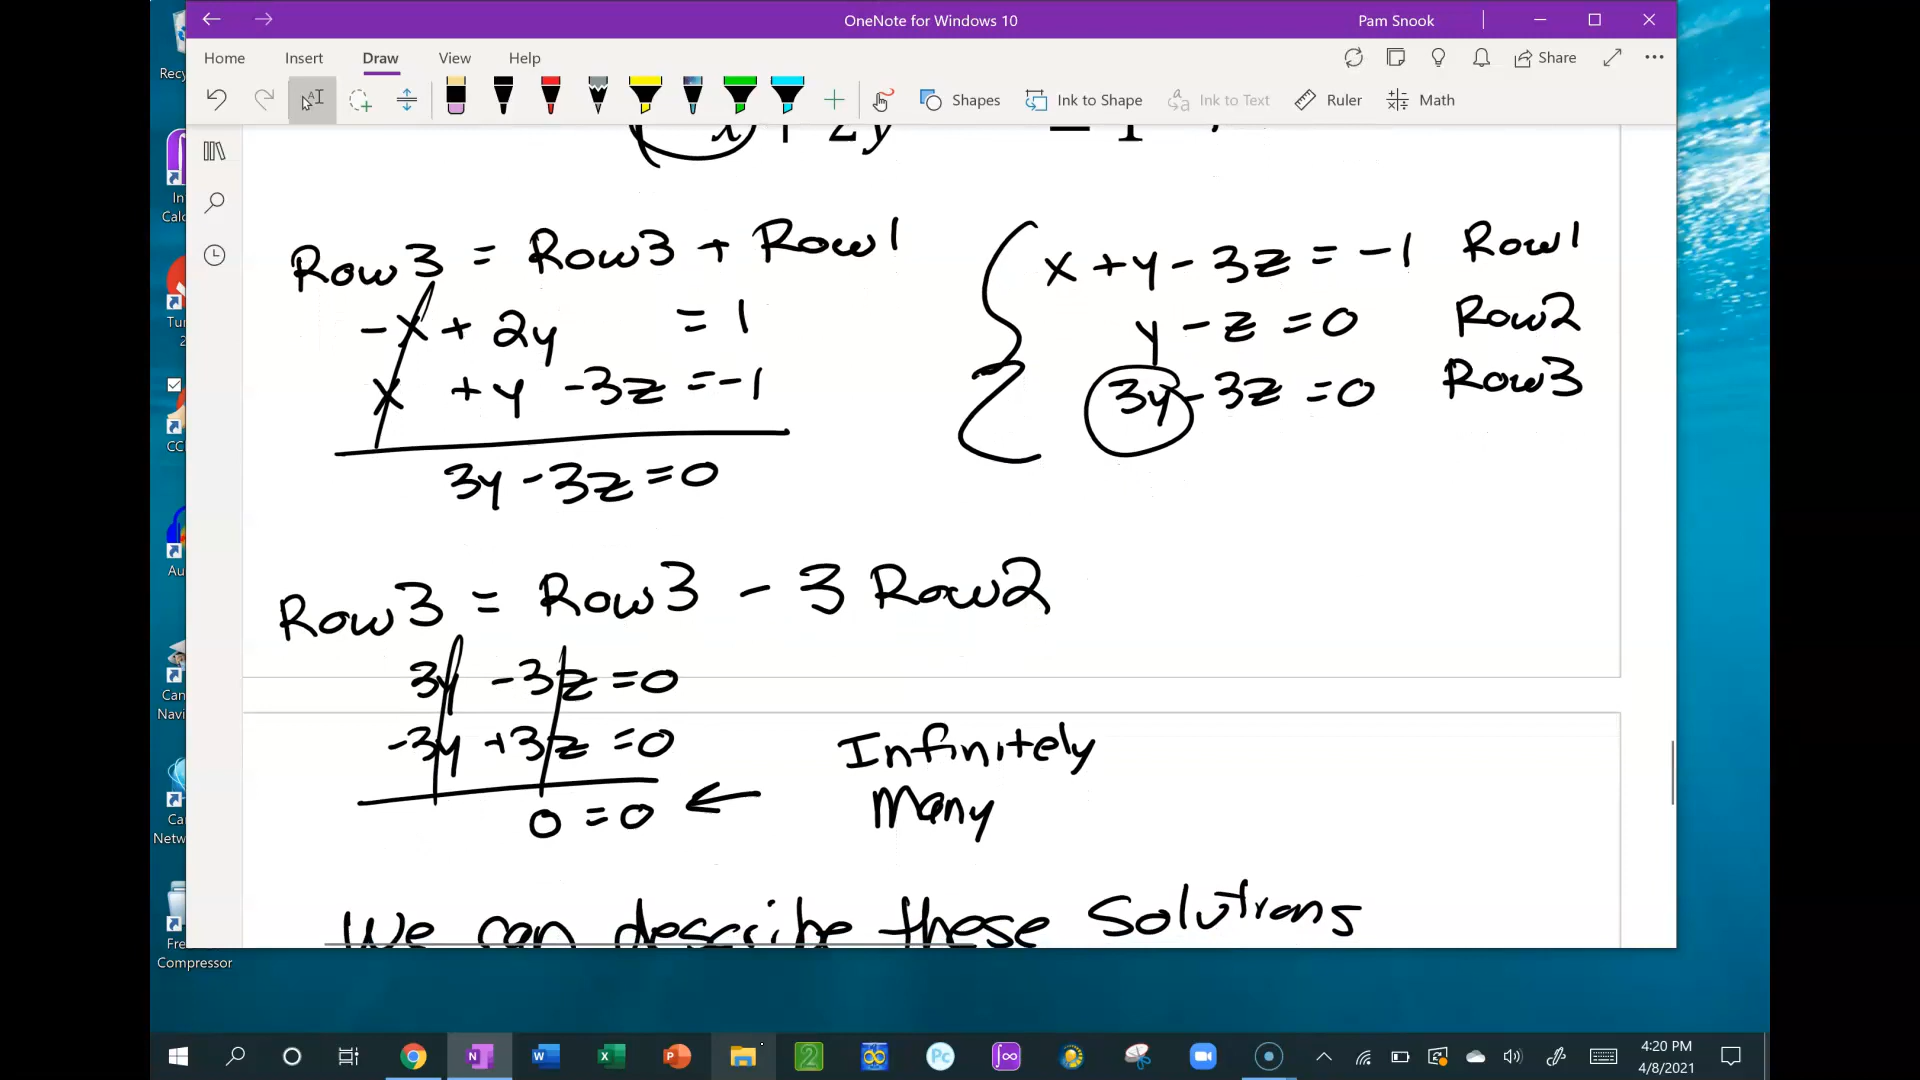 OneNote for Windows 10
Pam Snook
Home Insert Draw View Help
Share
Shapes Ink to Shape Ink to Text Ruler Math
x + 2y = 1
Row3 = Row3 + Row1
-x + 2y = 1
x + y -3z = -1
3y - 3z = 0
x + y - 3z = -1 Row1
y - z = 0 Row2
3y - 3z = 0 Row3
Row3 = Row3 - 3 Row2
3y - 3z = 0
-3y + 3z = 0
0 = 0
Infinitely
Many
We can describe these solutions
Compressor
4:20 PM
4/8/2021